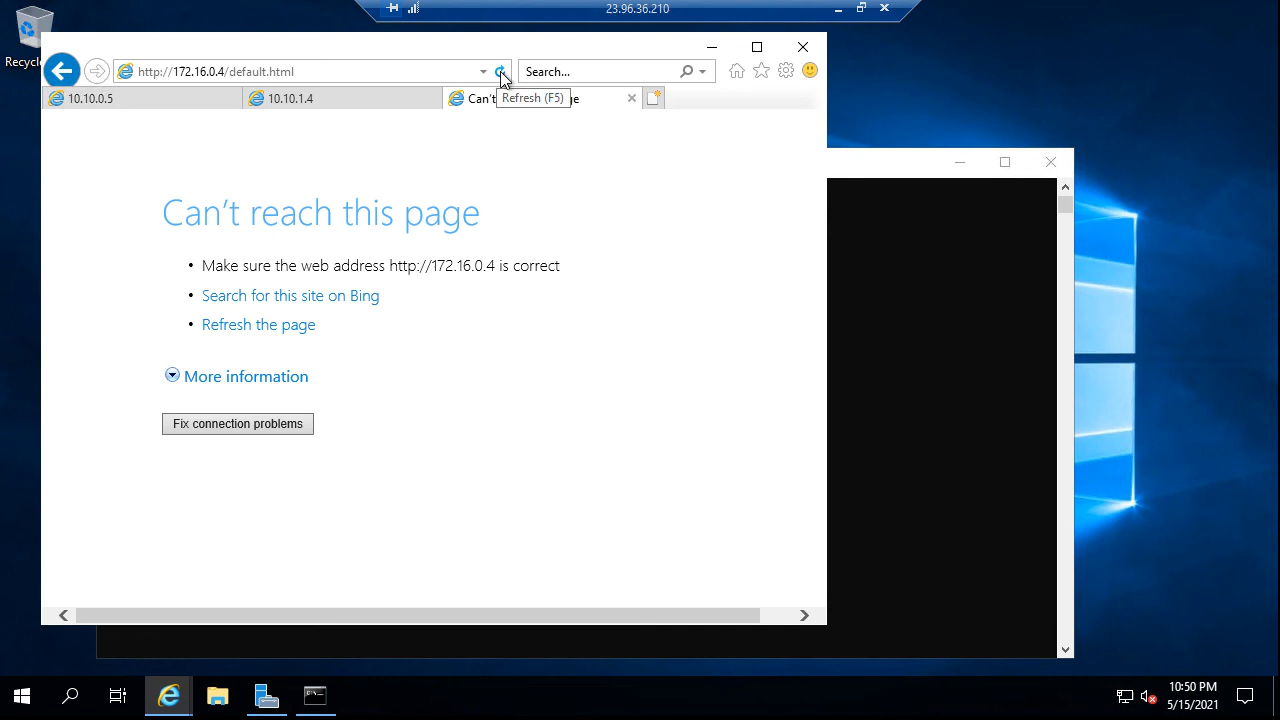 23.96.36.210
Recycle
http://172.16.0.4/default.html
Search...
10.10.0.5
10.10.1.4
Can't
ge
Refresh (F5)
Can't reach this page
• Make sure the web address http://172.16.0.4 is correct
• Search for this site on Bing
• Refresh the page
More information
Fix connection problems
10:50 PM
5/15/2021